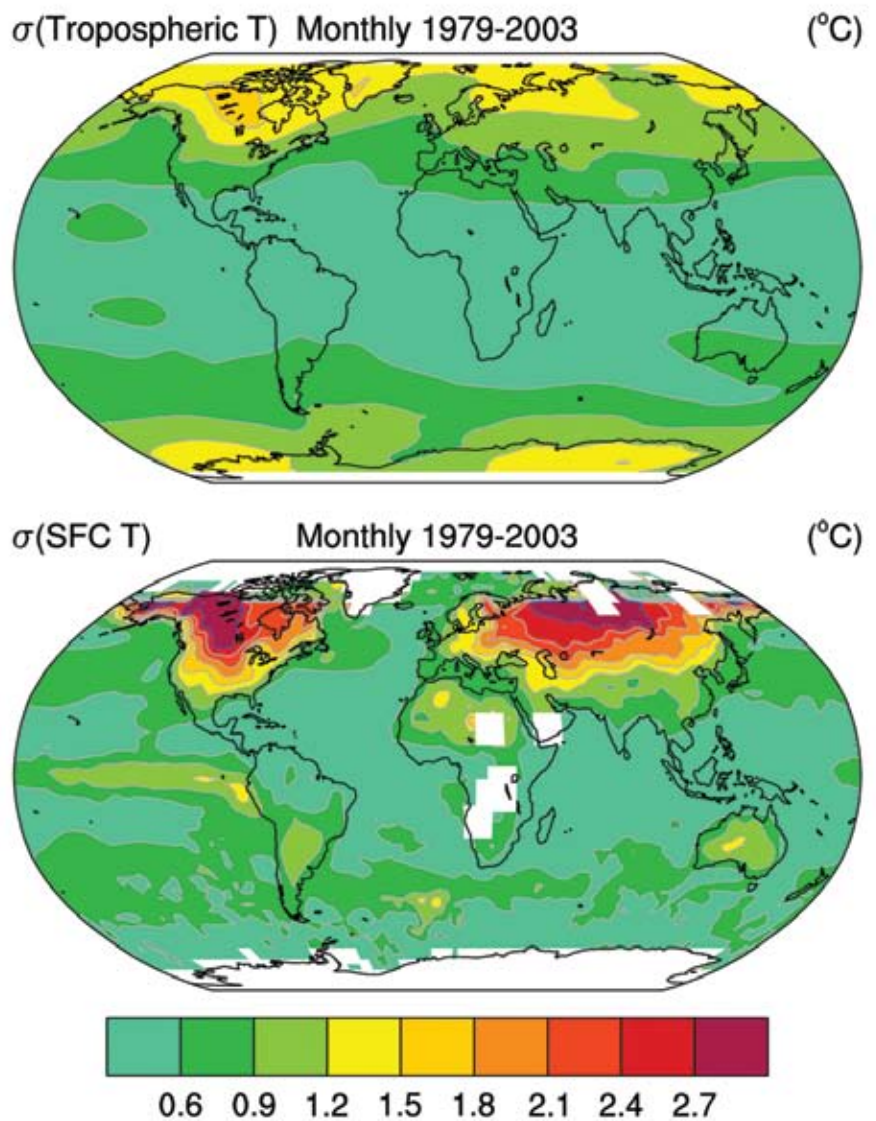 σ(Tropospheric T) Monthly 1979-2003 (°C)
σ(SFC T) Monthly 1979-2003 (°C)
0.6 0.9 1.2 1.5 1.8 2.1 2.4 2.7